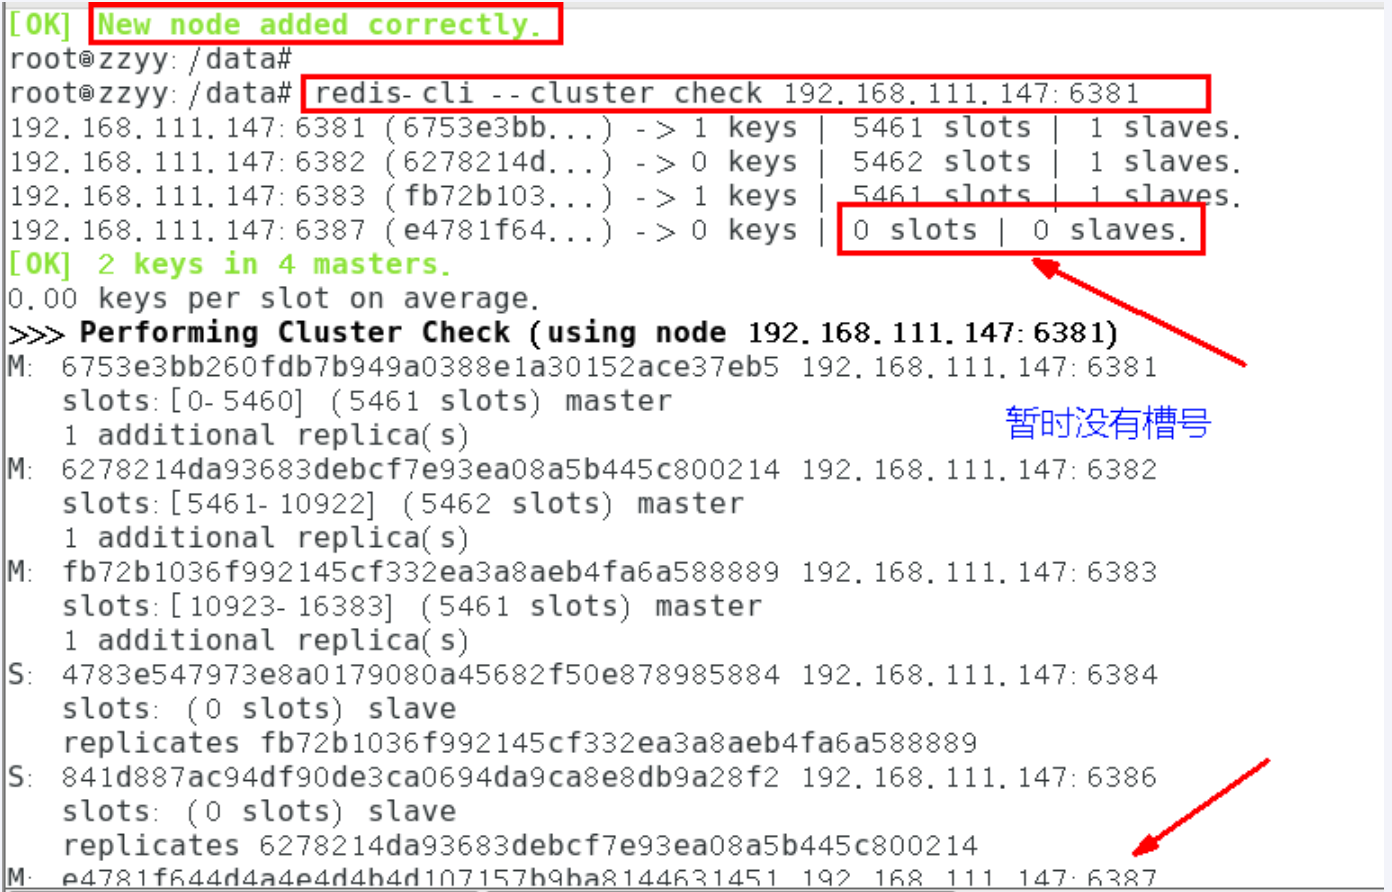 [OK] New node added correctly.
root@zzyy:/data#
root@zzyy:/data# redis-cli --cluster check 192.168.111.147:6381
192.168.111.147:6381 (6753e3bb...) -> 1 keys | 5461 slots | 1 slaves.
192.168.111.147:6382 (6278214d...) -> 0 keys | 5462 slots | 1 slaves.
192.168.111.147:6383 (fb72b103...) -> 1 keys | 5461 slots | 1 slaves.
192.168.111.147:6387 (e4781f64...) -> 0 keys | 0 slots | 0 slaves.
[OK] 2 keys in 4 masters.
0.00 keys per slot on average.
>>> Performing Cluster Check (using node 192.168.111.147:6381)
M: 6753e3bb260fdb7b949a0388e1a30152ace37eb5 192.168.111.147:6381
slots:[0-5460] (5461 slots) master
暂时没有槽号
1 additional replica(s)
M: 6278214da93683debcf7e93ea08a5b445c800214 192.168.111.147:6382
slots:[5461-10922] (5462 slots) master
1 additional replica(s)
M: fb72b1036f992145cf332ea3a8aeb4fa6a588889 192.168.111.147:6383
slots:[10923-16383] (5461 slots) master
1 additional replica(s)
S: 4783e547973e8a0179080a45682f50e878985884 192.168.111.147:6384
slots: (0 slots) slave
replicates fb72b1036f992145cf332ea3a8aeb4fa6a588889
S: 841d887ac94df90de3ca0694da9ca8e8db9a28f2 192.168.111.147:6386
slots: (0 slots) slave
replicates 6278214da93683debcf7e93ea08a5b445c800214
M: e4781f644d4a4e4d4b4d107157b9ba8144631451 192.168.111.147:6387